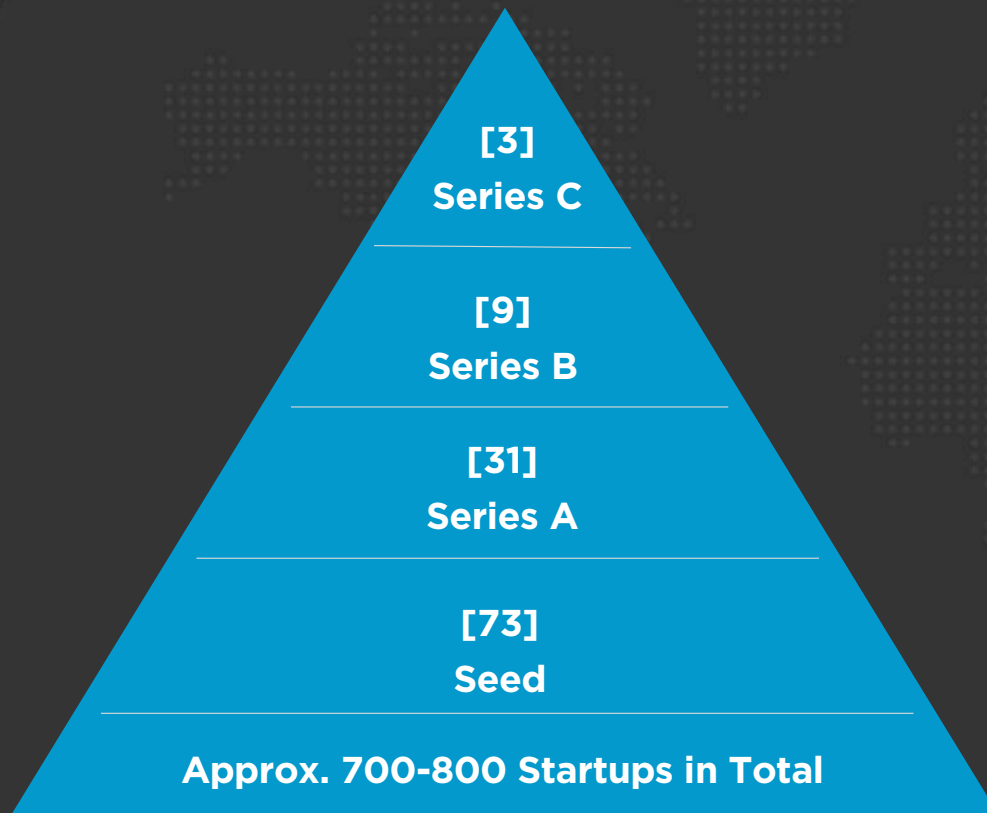 [3]
Series C
[9]
Series B
[31]
Series A
[73]
Seed
Approx. 700-800 Startups in Total